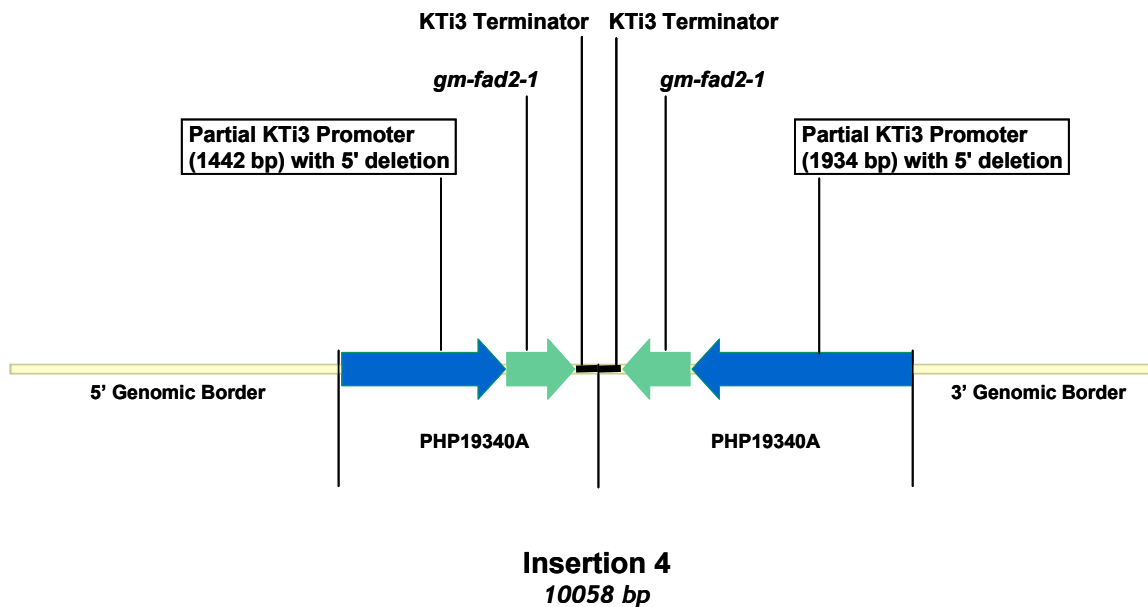 KTi3 Terminator
KTi3 Terminator
gm-fad2-1
gm-fad2-1
Partial KTi3 Promoter
(1442 bp) with 5' deletion
Partial KTi3 Promoter
(1934 bp) with 5' deletion
5’ Genomic Border
3’ Genomic Border
PHP19340A
PHP19340A
Insertion 4
10058 bp